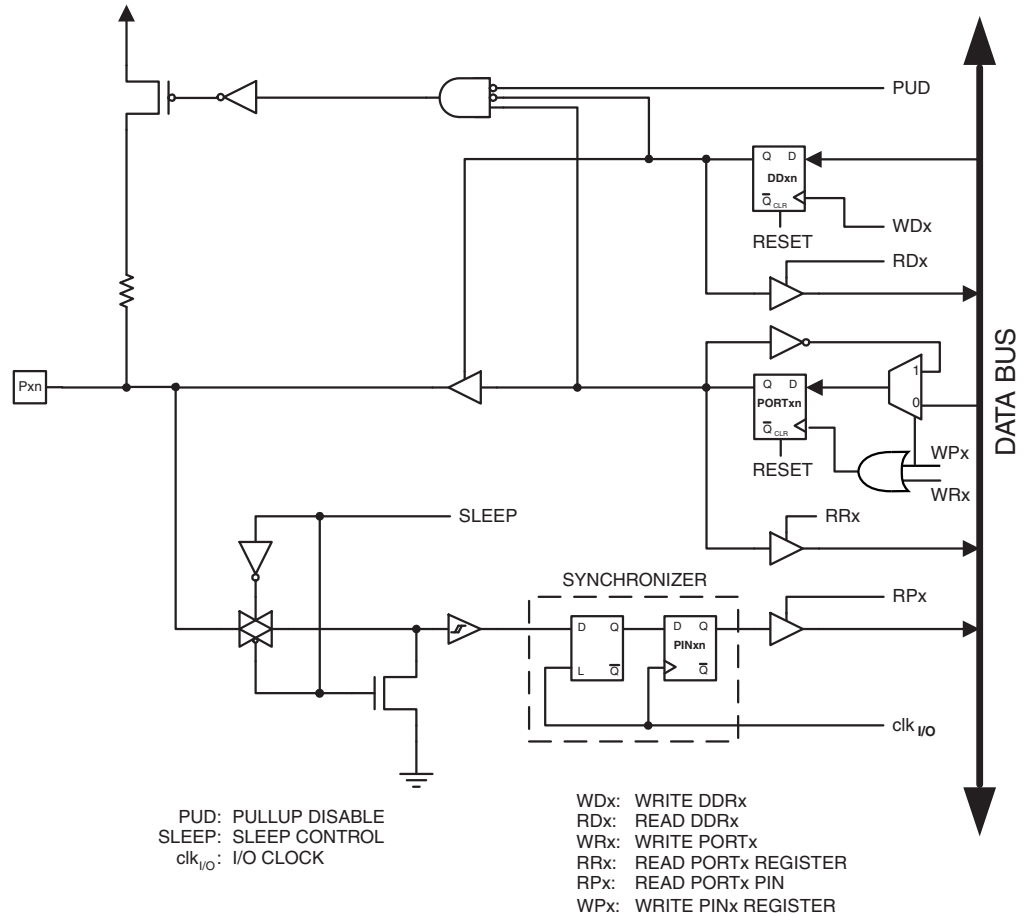 PUD
Q D
DDxn
Q CLR
WDx
RESET
RDx
DATA BUS
1
Pxn
Q D
PORTxn
0
Q CLR
WPx
RESET
WRx
SLEEP
RRx
SYNCHRONIZER
RPx
D Q
D Q
PINxn
L Q
Q
clk I/O
PUD: PULLUP DISABLE
SLEEP: SLEEP CONTROL
clkI/O: I/O CLOCK
WDx: WRITE DDRx
RDx: READ DDRx
WRx: WRITE PORTx
RRx: READ PORTx REGISTER
RPx: READ PORTx PIN
WPx: WRITE PINx REGISTER